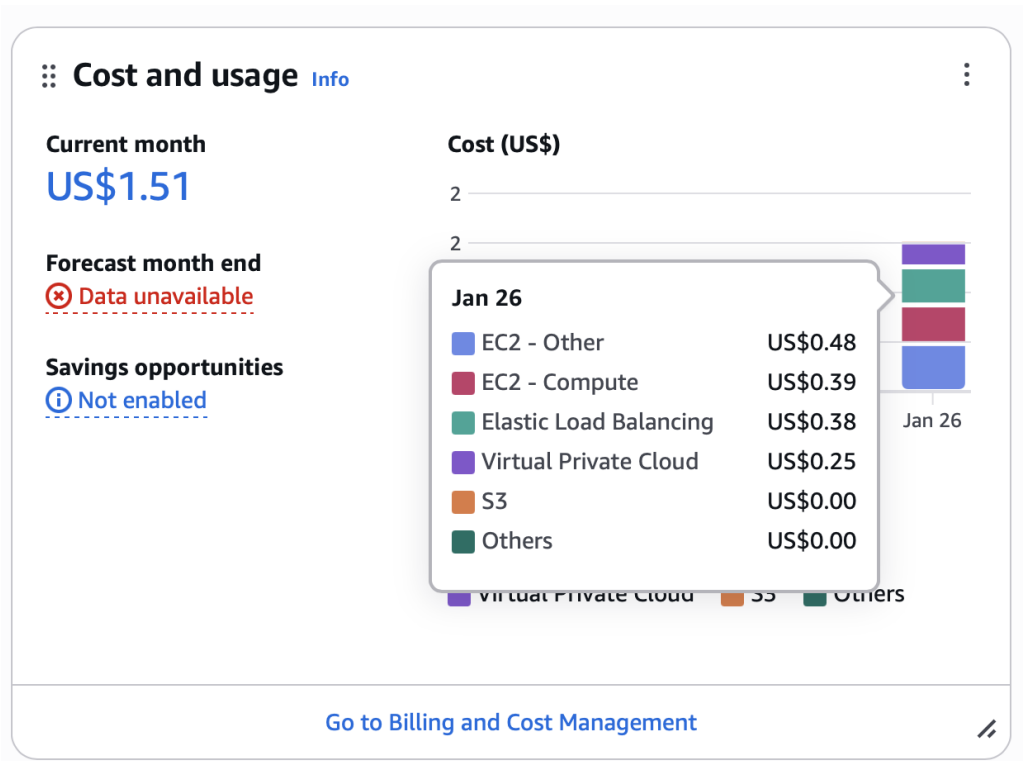 Cost and usage Info
Current month
US$1.51
Forecast month end
Data unavailable
Savings opportunities
Not enabled
Cost (US$)
2
2
Jan 26
EC2 - Other US$0.48
EC2 - Compute US$0.39
Elastic Load Balancing US$0.38
Virtual Private Cloud US$0.25
S3 US$0.00
Others US$0.00
Jan 26
Virtual Private Cloud S3 Others
Go to Billing and Cost Management